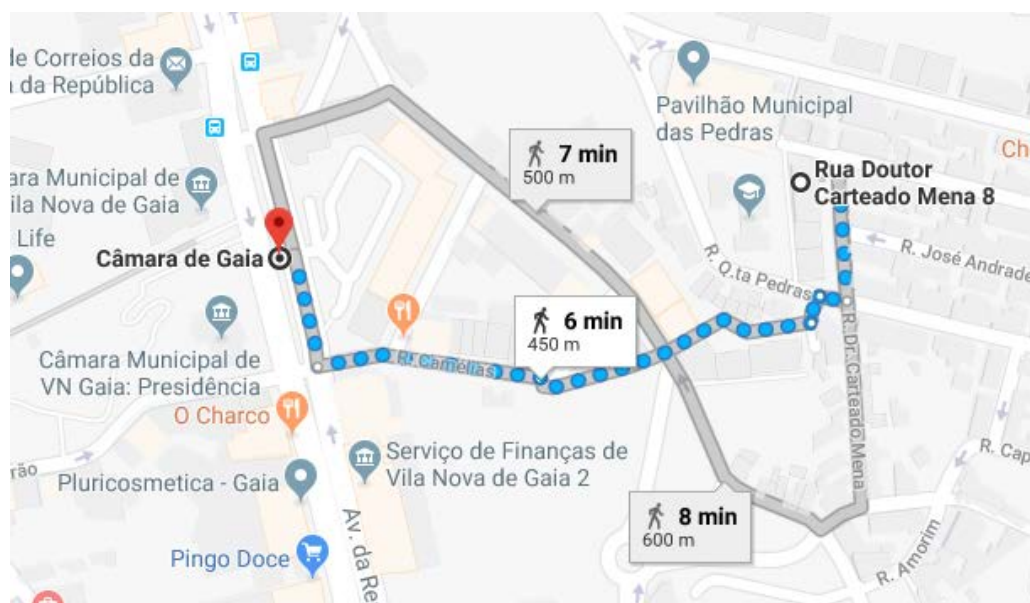 de Correios da
a da República
ara Municipal de
Vila Nova de Gaia
Life
Câmara de Gaia
Câmara Municipal de
VN Gaia: Presidência
O Charco
Pluricosmetica - Gaia
Pingo Doce
Av. da Re
Serviço de Finanças de
Vila Nova de Gaia 2
R. Camélias
7 min
500 m
6 min
450 m
8 min
600 m
Pavilhão Municipal
das Pedras
Ch
Rua Doutor
Carteado Mena 8
R. José Andrade
R. Q.ta Pedras
R. Dr. Carteado Mena
R. Cap
R. Amorim
rão